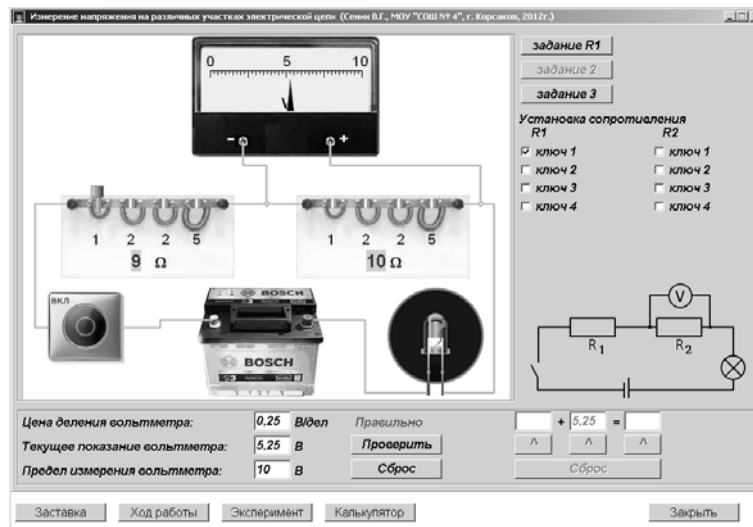 Измерение напряжения на различных участках электрической цепи (Сенин В.Г., МОУ "СОШ № 4", г. Корсаков, 2012г.)
0 5 10
V
- +
1 2 2 5
9 Ω
1 2 2 5
10 Ω
ВКЛ
BOSCH
BOSCH
S3
задание R1
задание 2
задание 3
Установка сопротивления
R1 R2
ключ 1 ключ 1
ключ 2 ключ 2
ключ 3 ключ 3
ключ 4 ключ 4
V
R1 R2
Цена деления вольтметра: 0,25 В/дел Правильно
+ 5,25 =
Текущее показание вольтметра: 5,25 В Проверить
^ ^ ^
Предел измерения вольтметра: 10 В Сброс
Сброс
Заставка Ход работы Эксперимент Калькулятор Закрыть